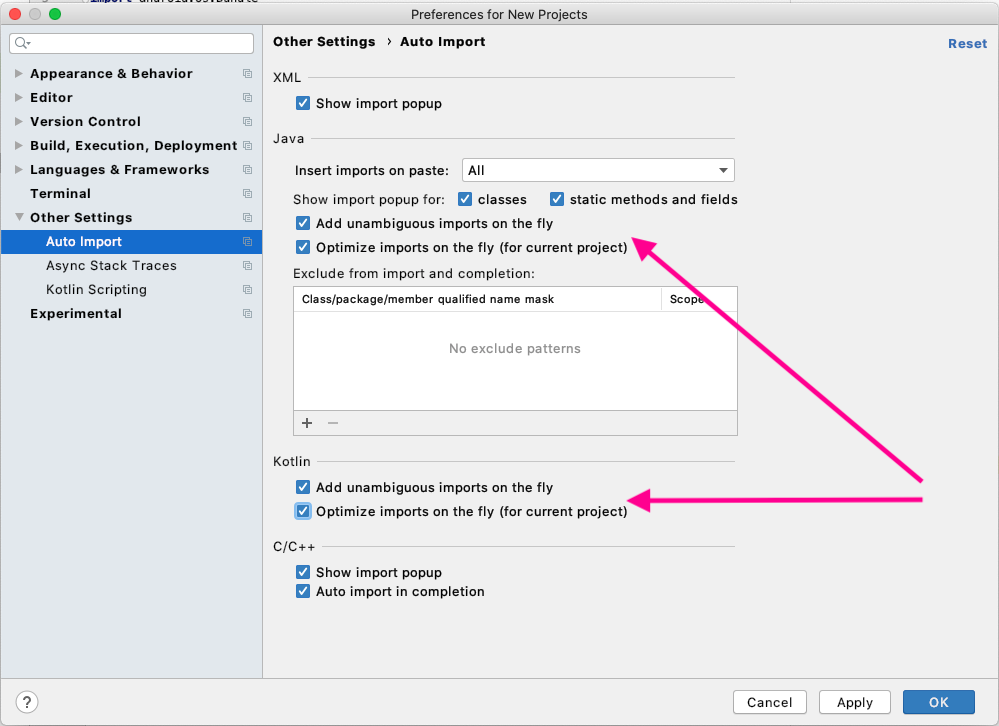 Preferences for New Projects
Other Settings › Auto Import
Reset
Appearance & Behavior
Editor
Version Control
Build, Execution, Deployment
Languages & Frameworks
Terminal
Other Settings
Auto Import
Async Stack Traces
Kotlin Scripting
Experimental
XML
Show import popup
Java
Insert imports on paste: All
Show import popup for: classes static methods and fields
Add unambiguous imports on the fly
Optimize imports on the fly (for current project)
Exclude from import and completion:
Class/package/member qualified name mask Scope
No exclude patterns
+ −
Kotlin
Add unambiguous imports on the fly
Optimize imports on the fly (for current project)
C/C++
Show import popup
Auto import in completion
?
Cancel Apply OK